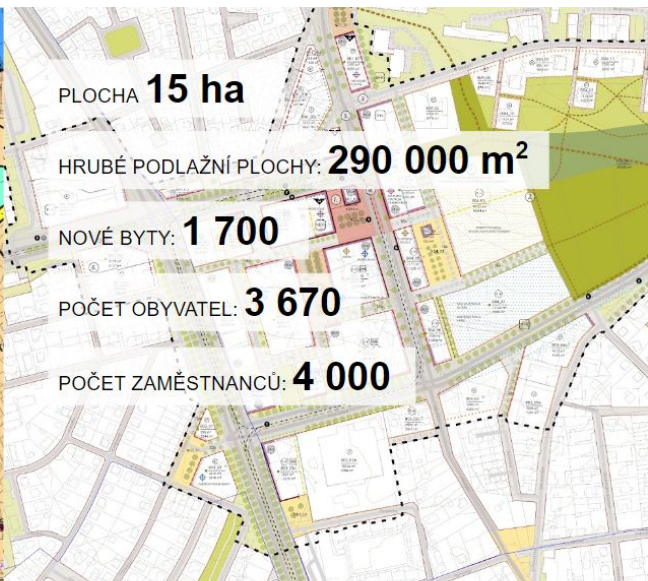 PLOCHA 15 ha
HRUBÉ PODLAŽNÍ PLOCHY: 290 000 m²
NOVÉ BYTY: 1 700
POČET OBYVATEL: 3 670
POČET ZAMĚSTNANCŮ: 4 000